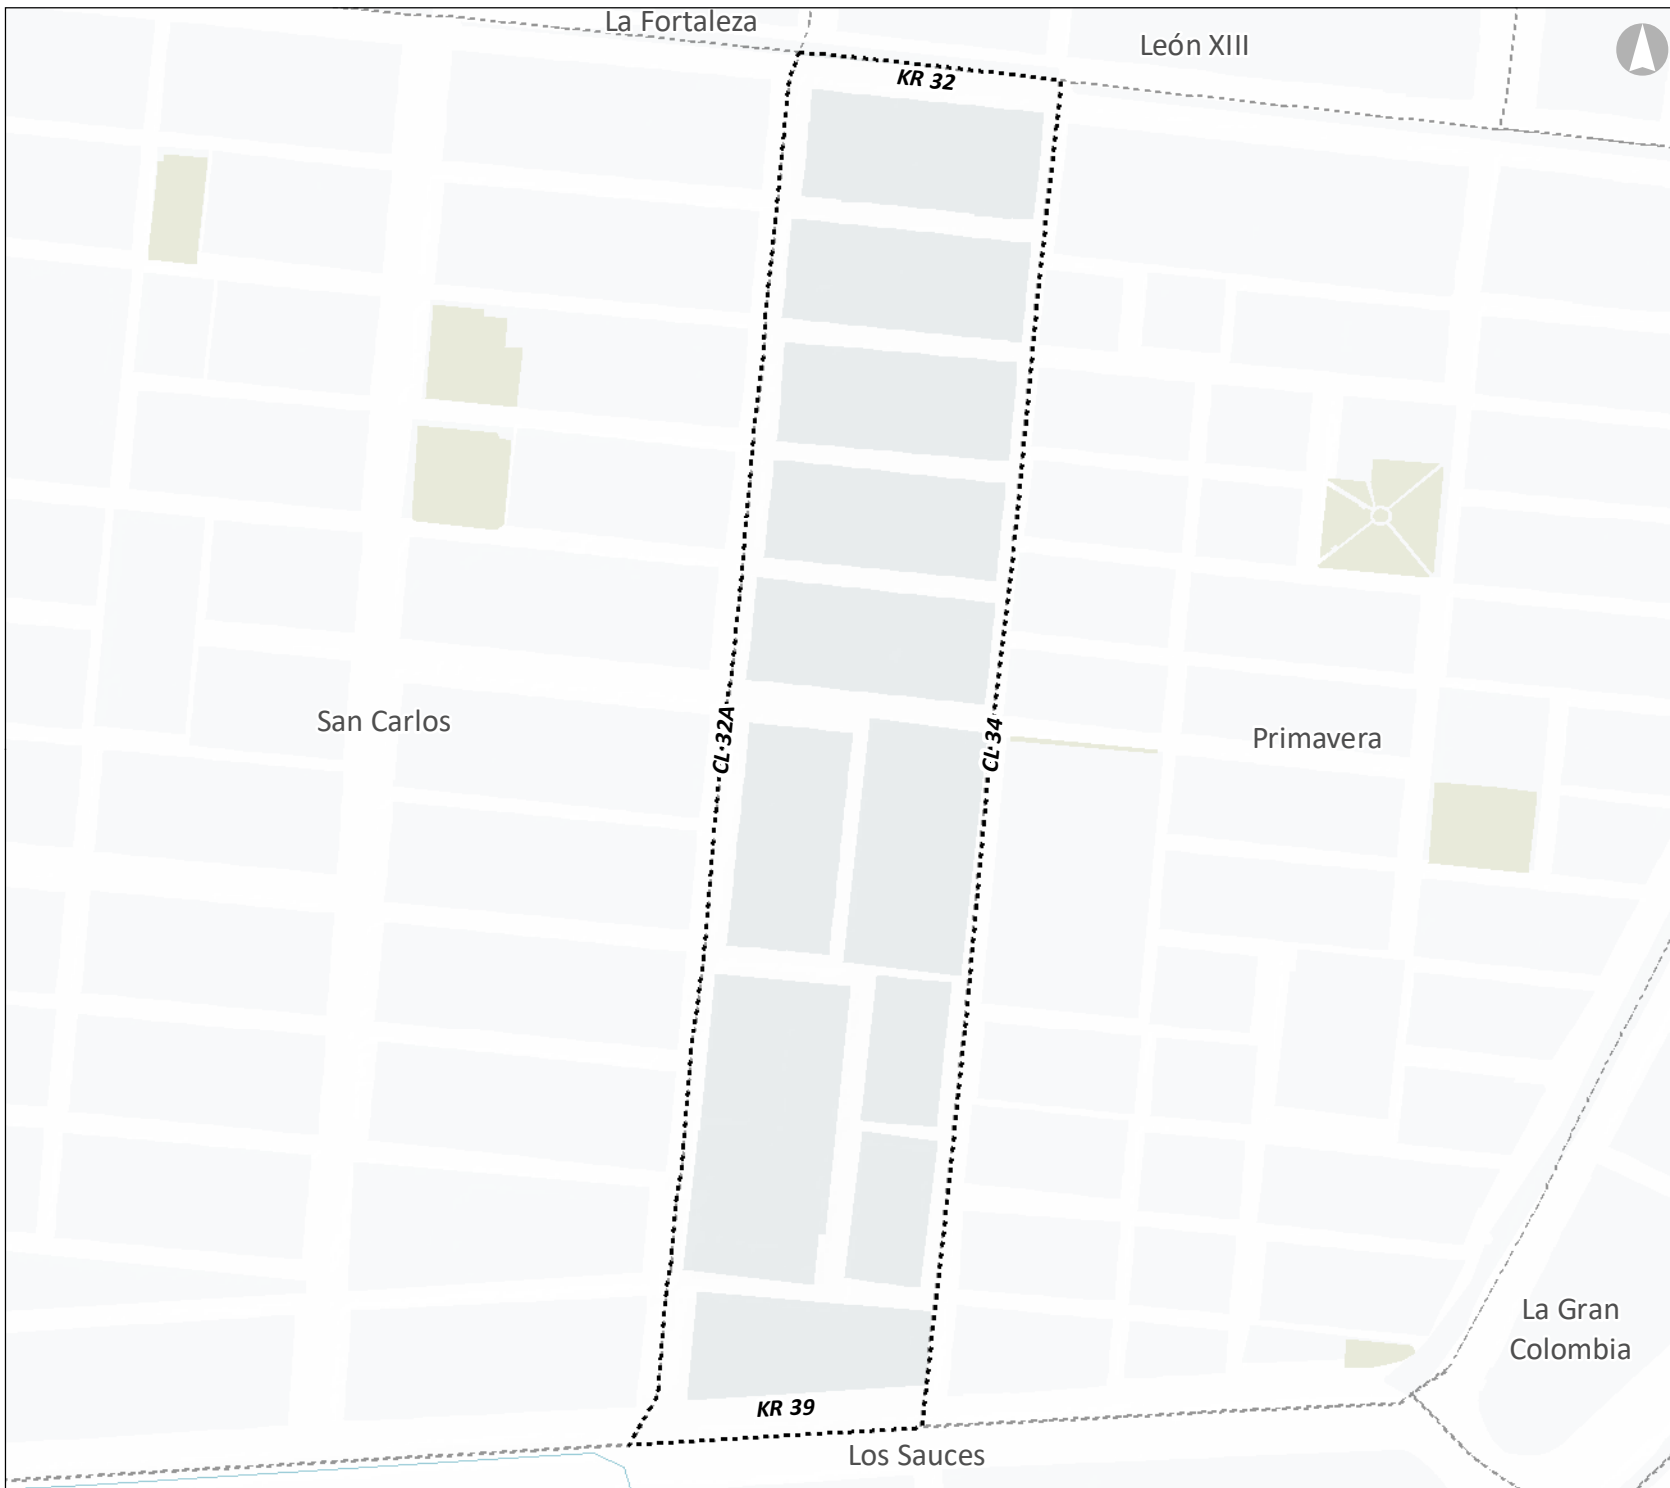 La Fortaleza
León XIII
KR 32
San Carlos
CL 32A
CL 34
Primavera
La Gran
Colombia
KR 39
Los Sauces